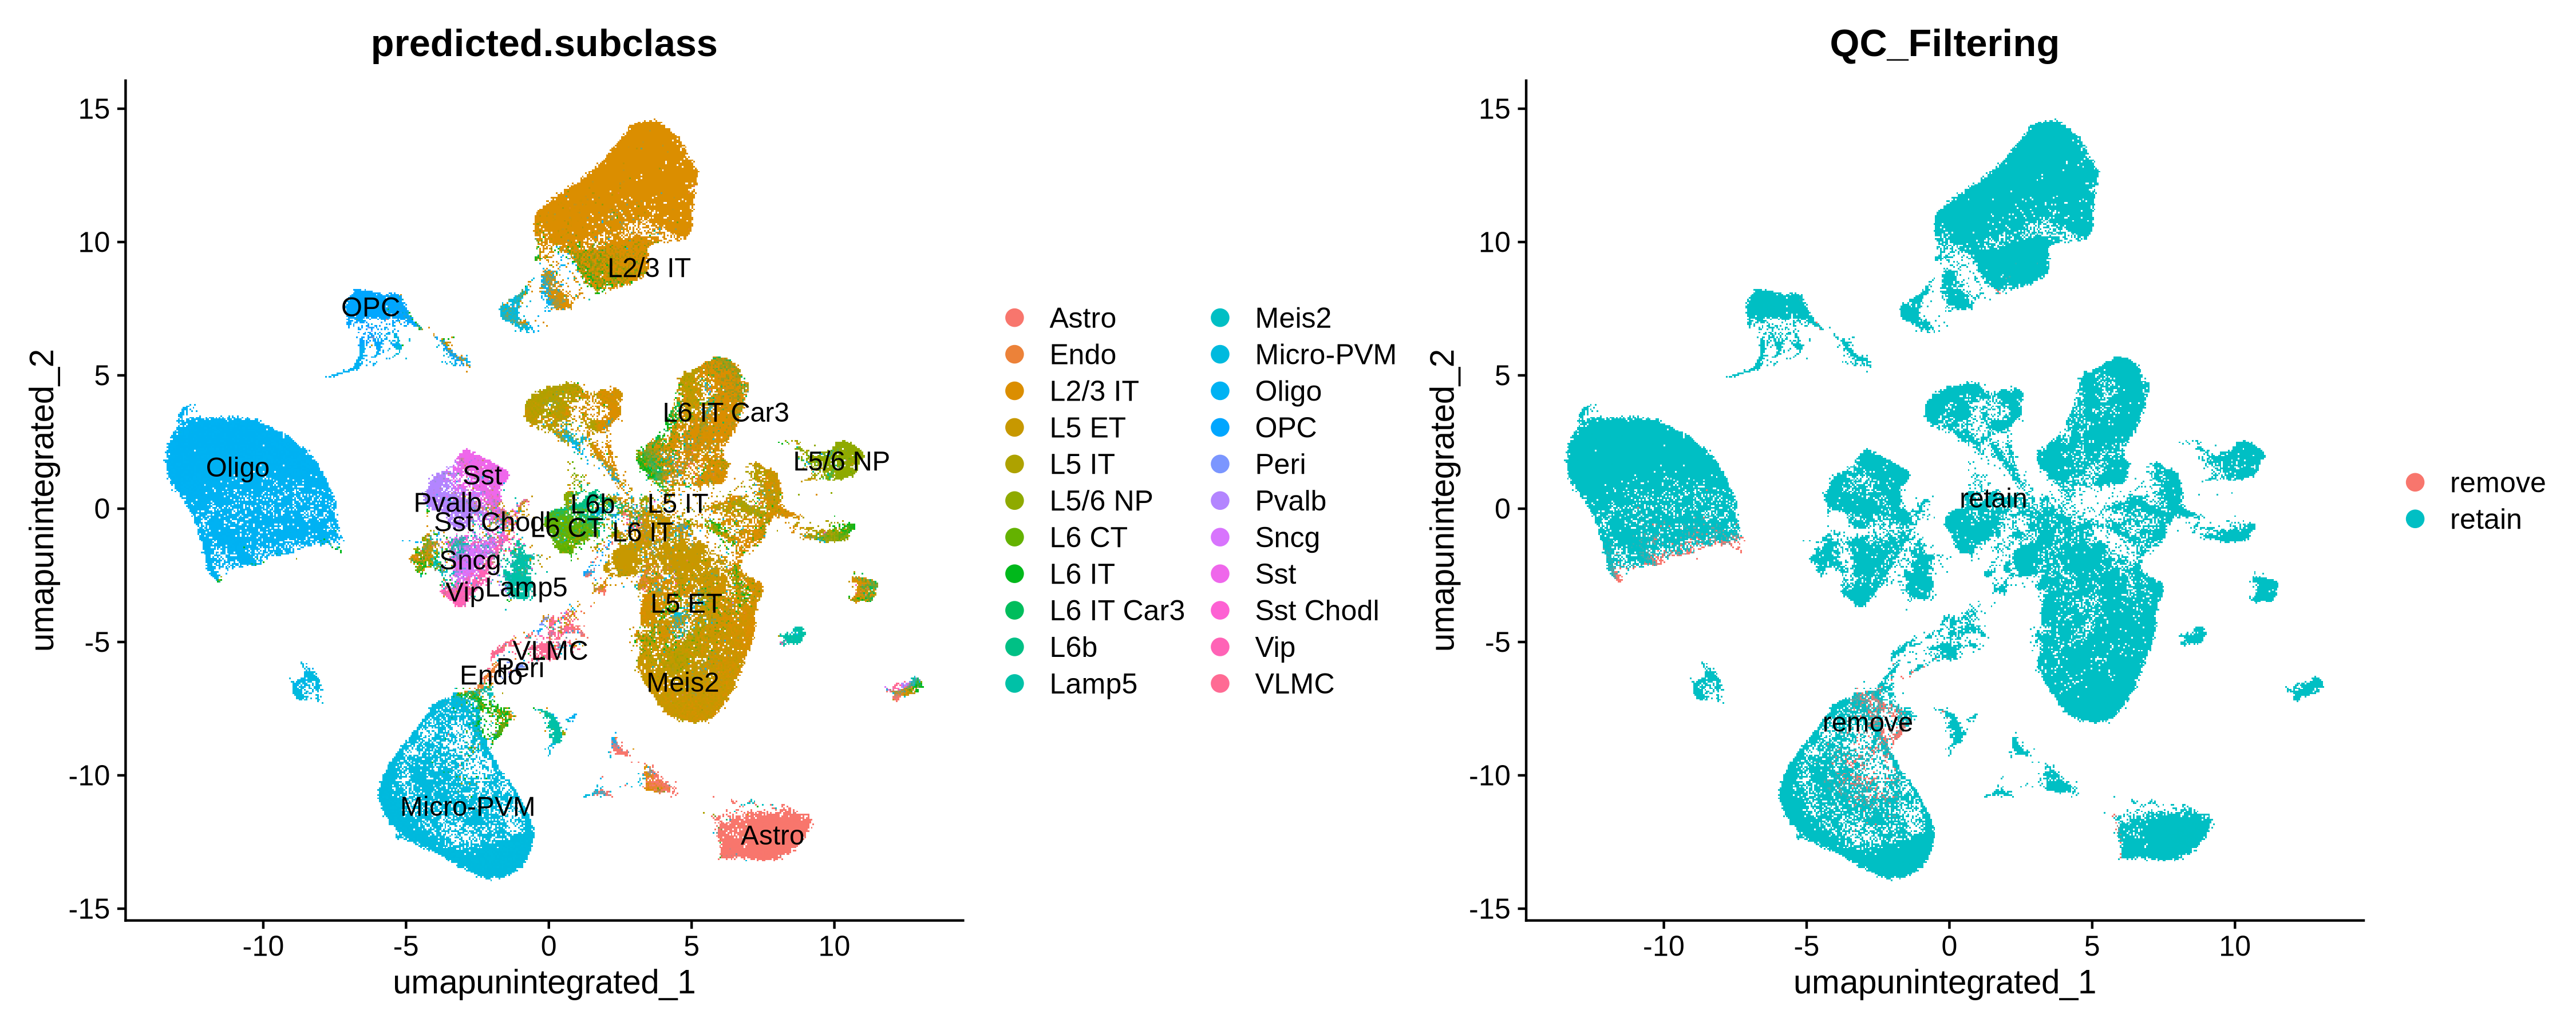 predicted.subclass
15
10
5
0
-5
-10
-15
-10
-5
0
5
10
umapunintegrated_1
umapunintegrated_2
L2/3 IT
OPC
L6 IT Car3
Oligo
L5/6 NP
Sst
Pvalb
L6b
L5 IT
Sst Chodl
L6 CT
L6 IT
Sncg
Vip
Lamp5
L5 ET
VLMC
Peri
Endo
Meis2
Micro-PVM
Astro
Astro
Endo
L2/3 IT
L5 ET
L5 IT
L5/6 NP
L6 CT
L6 IT
L6 IT Car3
L6b
Lamp5
Meis2
Micro-PVM
Oligo
OPC
Peri
Pvalb
Sncg
Sst
Sst Chodl
Vip
VLMC
QC_Filtering
15
10
5
0
-5
-10
-15
-10
-5
0
5
10
umapunintegrated_1
umapunintegrated_2
retain
remove
remove
retain